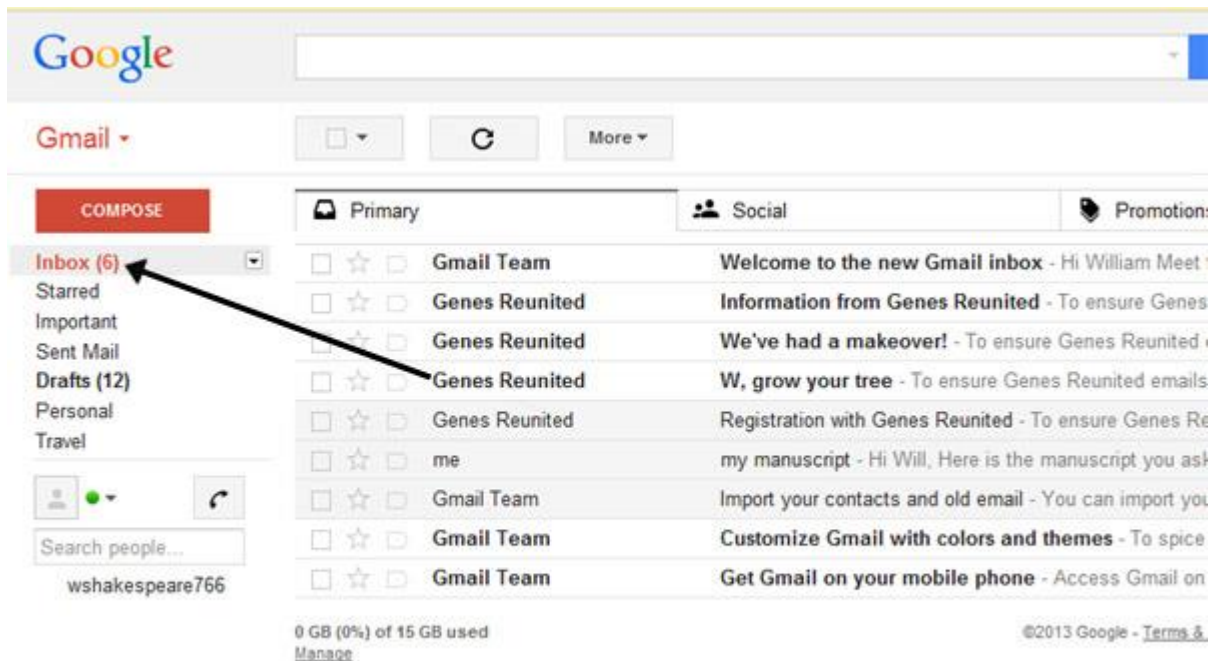 Google
Gmail
More
COMPOSE
Inbox (6)
Starred
Important
Sent Mail
Drafts (12)
Personal
Travel
Search people...
wshakespeare766
Primary Social Promotions
Gmail Team Welcome to the new Gmail inbox - Hi William Meet
Genes Reunited Information from Genes Reunited - To ensure Genes
Genes Reunited We've had a makeover! - To ensure Genes Reunited
Genes Reunited W, grow your tree - To ensure Genes Reunited emails
Genes Reunited Registration with Genes Reunited - To ensure Genes Re
me my manuscript - Hi Will, Here is the manuscript you ask
Gmail Team Import your contacts and old email - You can import you
Gmail Team Customize Gmail with colors and themes - To spice
Gmail Team Get Gmail on your mobile phone - Access Gmail on
0 GB (0%) of 15 GB used
Manage
©2013 Google - Terms &